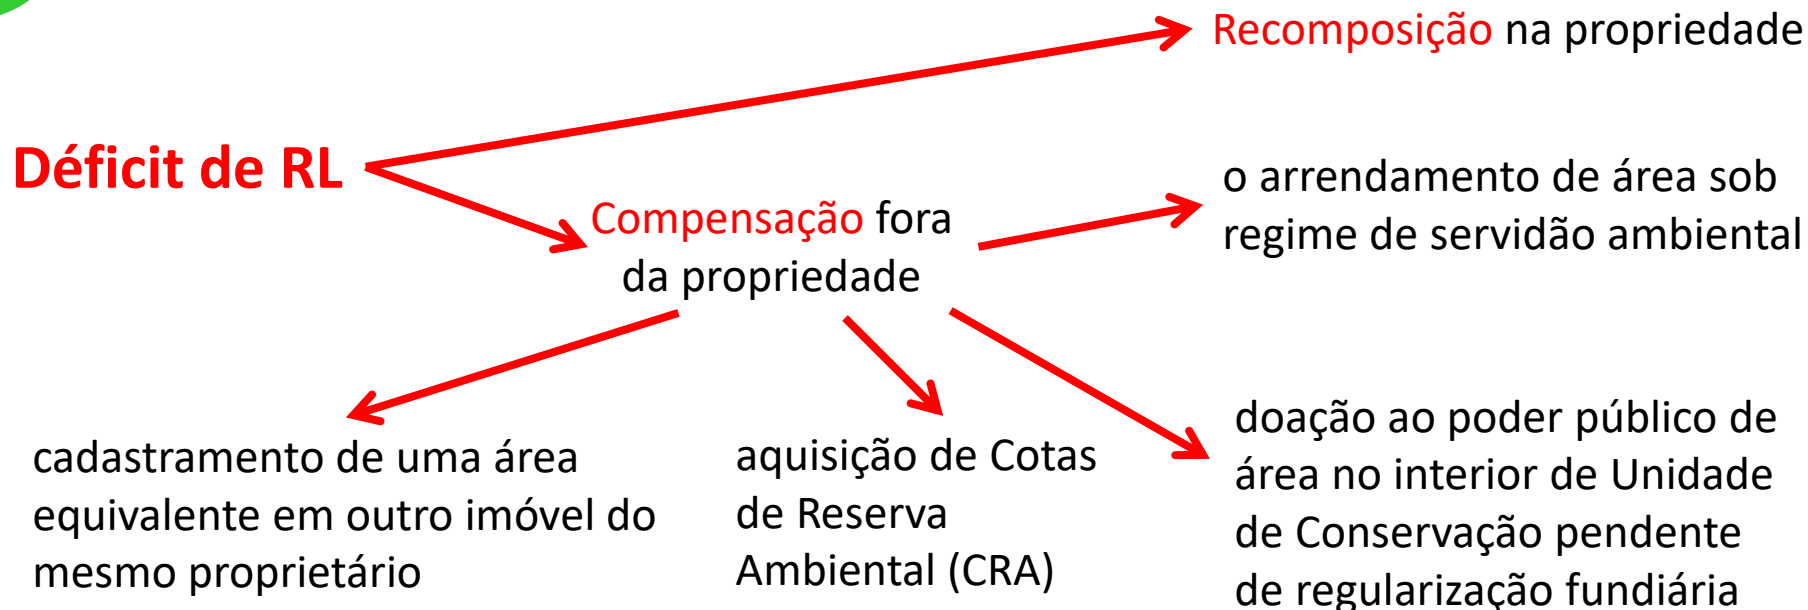 Recomposição na propriedade
Déficit de RL
Compensação fora
da propriedade
o arrendamento de área sob
regime de servidão ambiental
cadastramento de uma área
equivalente em outro imóvel do
mesmo proprietário
aquisição de Cotas
de Reserva
Ambiental (CRA)
doação ao poder público de
área no interior de Unidade
de Conservação pendente
de regularização fundiária